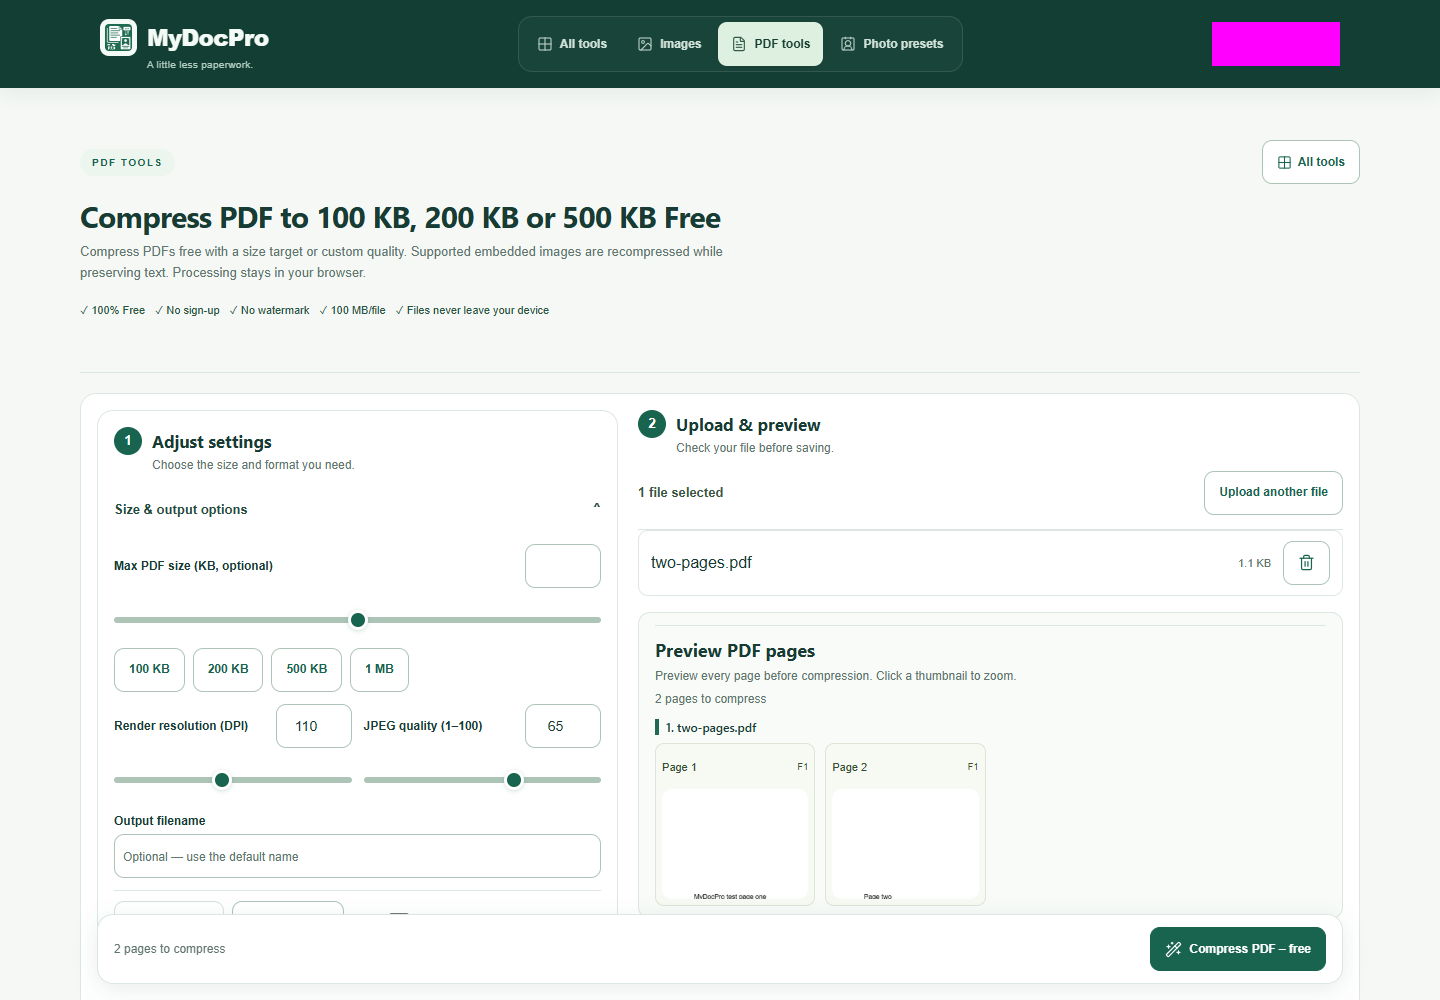 MyDocPro
A little less paperwork.
All tools
Images
PDF tools
Photo presets
PDF TOOLS
All tools
Compress PDF to 100 KB, 200 KB or 500 KB Free
Compress PDFs free with a size target or custom quality. Supported embedded images are recompressed while
preserving text. Processing stays in your browser.
✓ 100% Free ✓ No sign-up ✓ No watermark ✓ 100 MB/file ✓ Files never leave your device
1
Adjust settings
Choose the size and format you need.
Size & output options
^
Max PDF size (KB, optional)
100 KB
200 KB
500 KB
1 MB
Render resolution (DPI)
110
JPEG quality (1–100)
65
Output filename
Optional — use the default name
2
Upload & preview
Check your file before saving.
1 file selected
Upload another file
two-pages.pdf
1.1 KB
Preview PDF pages
Preview every page before compression. Click a thumbnail to zoom.
2 pages to compress
1. two-pages.pdf
Page 1
F1
MyDocPro test page one
Page 2
F1
Page two
2 pages to compress
Compress PDF – free